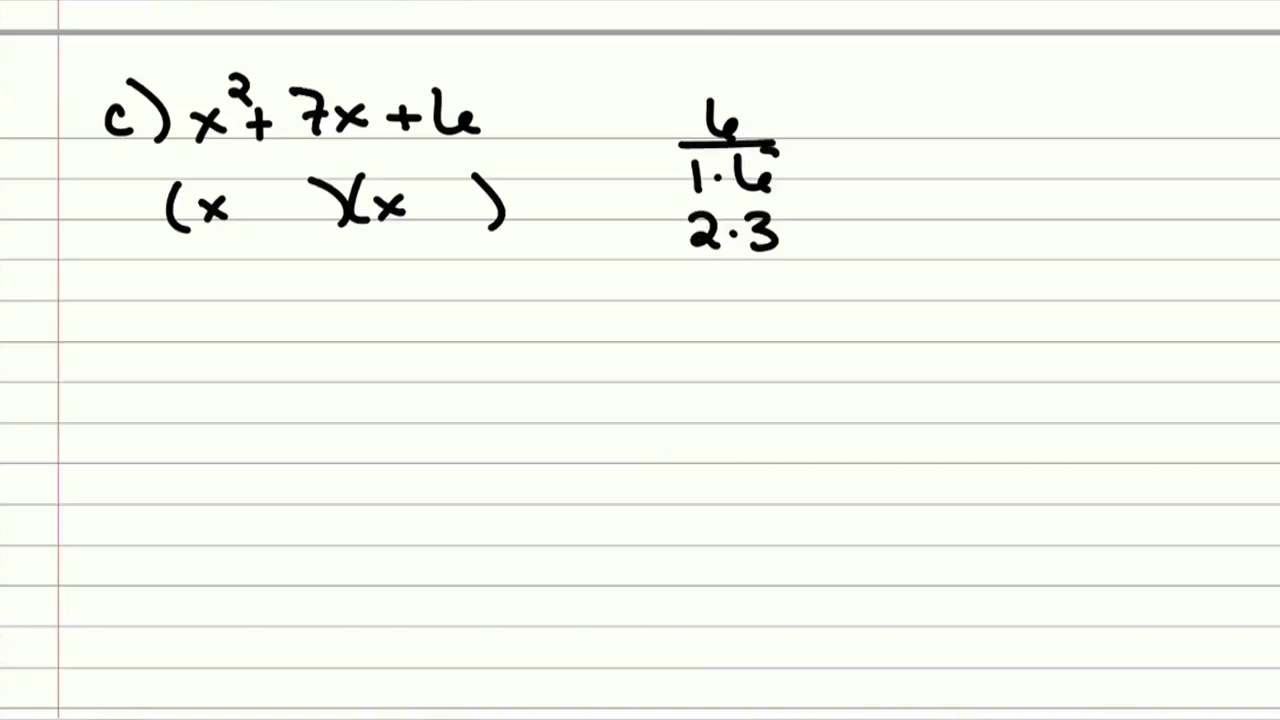 c) x² + 7x + 6
(x )(x )
6
1·6
2·3